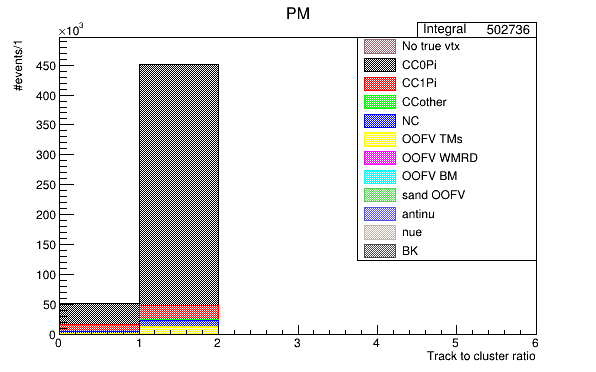 PM
×10³
Integral 502736
#events/1
No true vtx
CC0Pi
CC1Pi
CCother
NC
OOFV TMs
OOFV WMRD
OOFV BM
sand OOFV
antinu
nue
BK
450
400
350
300
250
200
150
100
50
0
0 1 2 3 4 5 6
Track to cluster ratio